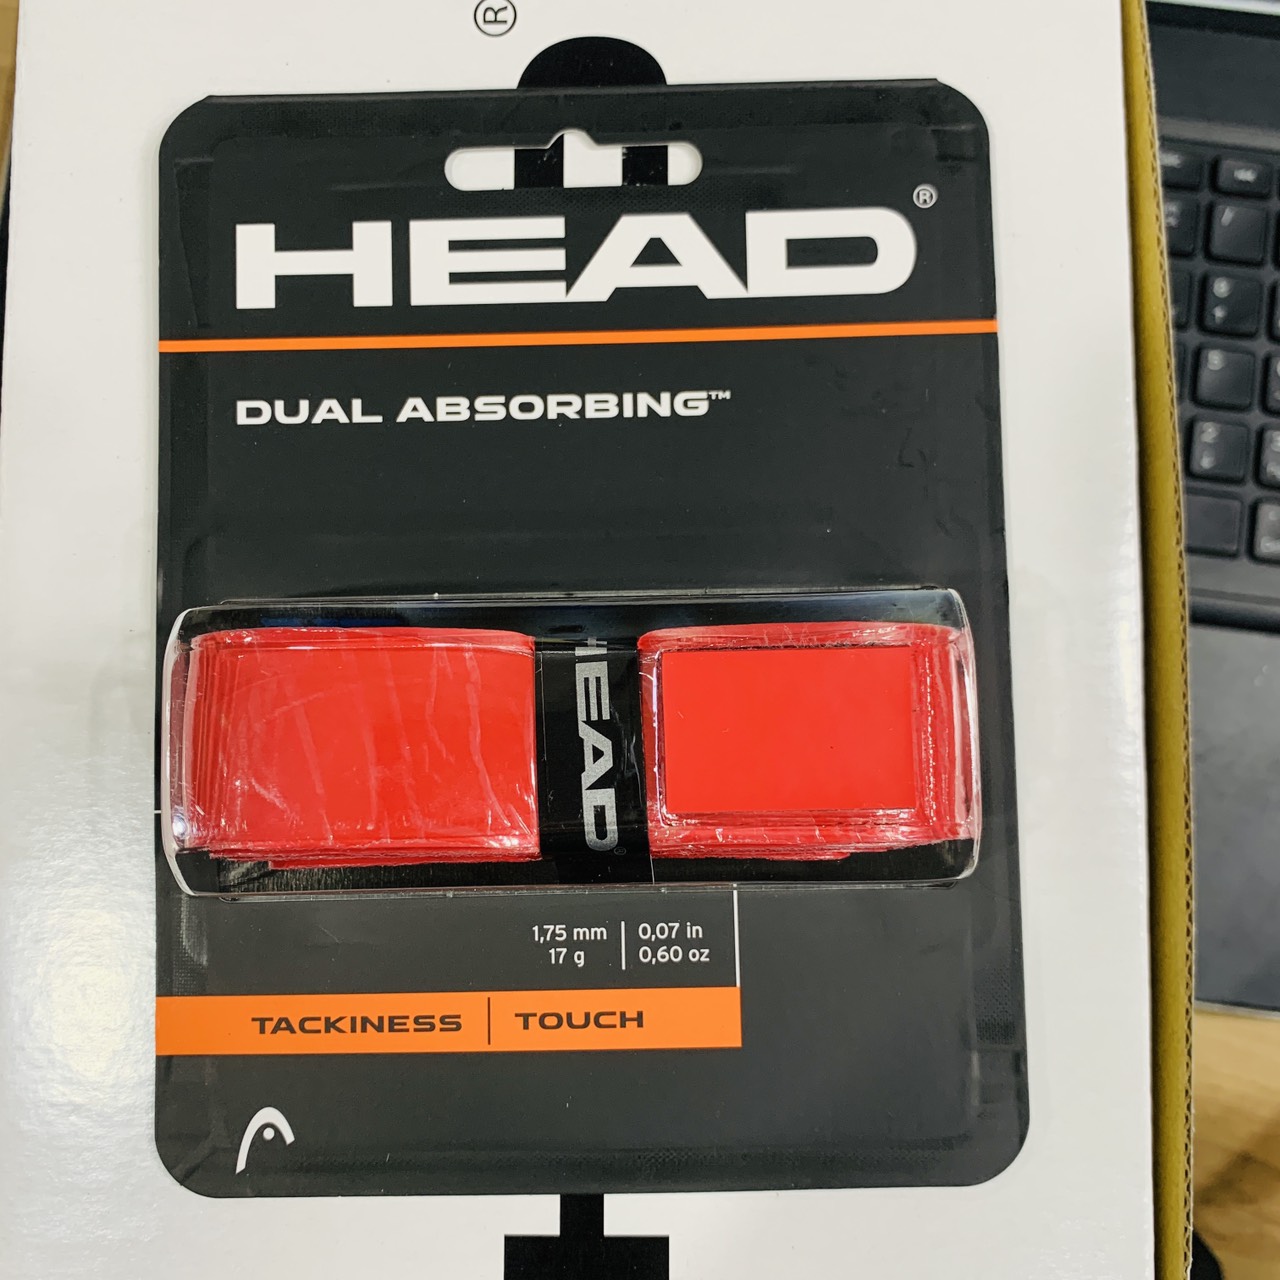 ®
HEAD®
DUAL ABSORBING™
HEAD®
1,75 mm | 0,07 in
17 g | 0,60 oz
TACKINESS | TOUCH